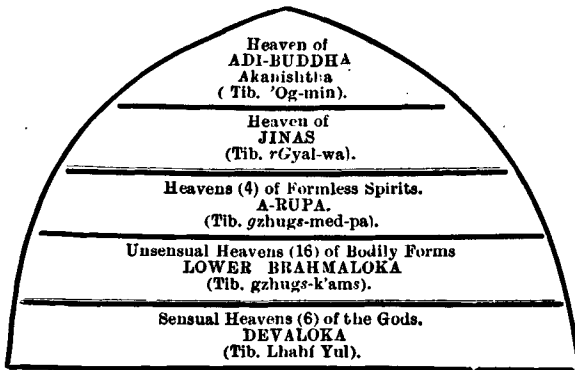 Heaven of
ADI-BUDDHA
Akanishtha
( Tib. 'Og-min).
Heaven of
JINAS
(Tib. rGyal-wa).
Heavens (4) of Formless Spirits.
A-RUPA.
(Tib. gzhugs-med-pa).
Unsensual Heavens (16) of Bodily Forms
LOWER BRAHMALOKA
(Tib. gzhugs-k'ams).
Sensual Heavens (6) of the Gods.
DEVALOKA
(Tib. Lhahí Yul).